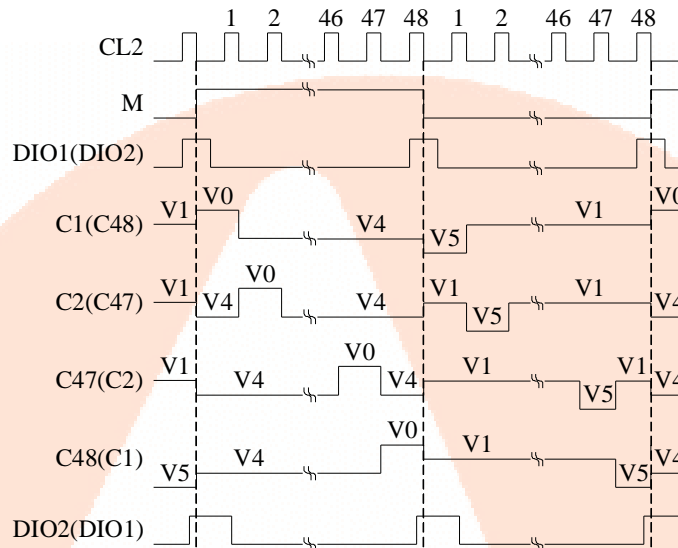 1 2 46 47 48 1 2 46 47 48
CL2
M
DIO1(DIO2)
V0 V0
V1 V4 V1
C1(C48)
V5
V0
V1 V4 V4 V1 V1 V4
C2(C47)
V5
V0
V1 V4 V4 V1 V1 V4
C47(C2)
V5
V0
V4 V1 V4
C48(C1)
V5 V5
DIO2(DIO1)